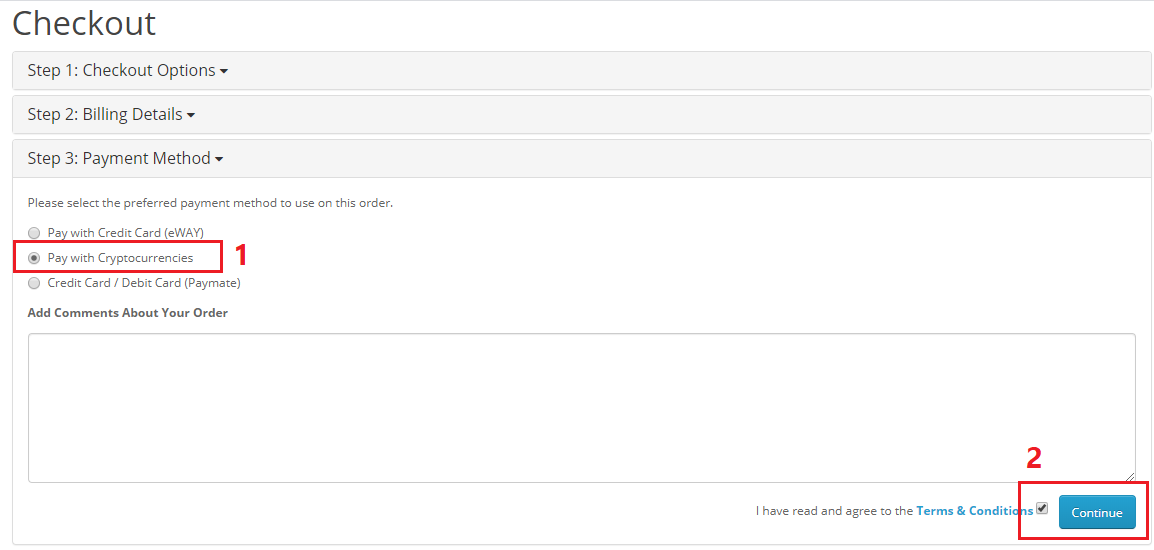 Checkout
Step 1: Checkout Options
Step 2: Billing Details
Step 3: Payment Method
Please select the preferred payment method to use on this order.
Pay with Credit Card (eWAY)
Pay with Cryptocurrencies 1
Credit Card / Debit Card (Paymate)
Add Comments About Your Order
2
I have read and agree to the Terms & Conditions Continue